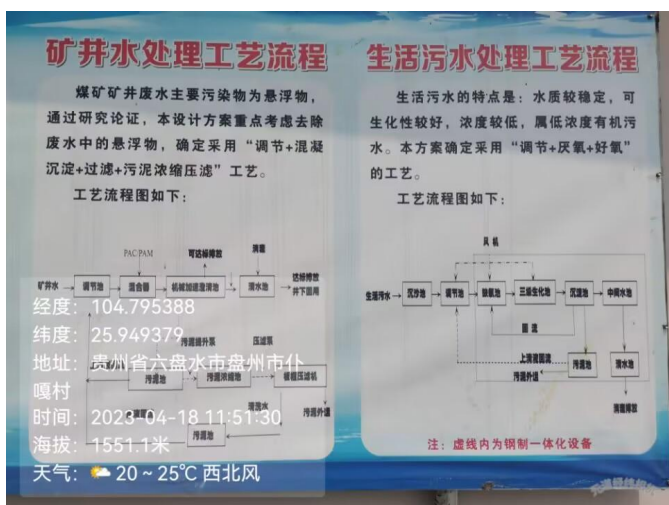 矿井水处理工艺流程
煤矿矿井废水主要污染物为悬浮物，
通过研究论证，本设计方案重点考虑去除
废水中的悬浮物，确定采用“调节+混凝
沉淀+过滤+污泥浓缩压滤”工艺。
工艺流程图如下：
PAC/PAM
可达标排放
消毒
矿井水
调节池
混合器
机械加速澄清池
清水池
达标排放
井下回用
污泥提升泵
压滤泵
污泥池
污泥浓缩池
板框压滤机
污泥外运
污泥池
生活污水处理工艺流程
生活污水的特点是：水质较稳定，可
生化性较好，浓度较低，属低浓度有机污
水。本方案确定采用“调节+厌氧+好氧”
的工艺。
工艺流程图如下：
风机
生活污水
沉沙池
调节池
缺氧池
三级生化池
沉淀池
中间水池
回流
上清液回流
污泥外运
污泥池
清水池
消毒排放
注：虚线内为钢制一体化设备
经度：104.795388
纬度：25.949379
地址：贵州省六盘水市盘州市仆
嘎村
时间：2023-04-18 11:51:30
海拔：1551.1米
天气：20～25℃ 西北风